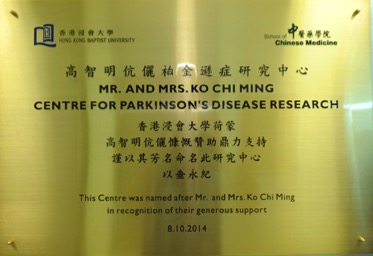 香港浸會大學
HONG KONG BAPTIST UNIVERSITY
School of 中醫藥學院
Chinese Medicine
高智明伉儷柏金遜症研究中心
MR. AND MRS. KO CHI MING
CENTRE FOR PARKINSON'S DISEASE RESEARCH
香港浸會大學荷蒙
高智明伉儷慷慨贊助鼎力支持
謹以其芳名命名此研究中心
以垂永紀
This Centre was named after Mr. and Mrs. Ko Chi Ming
in recognition of their generous support
8.10.2014